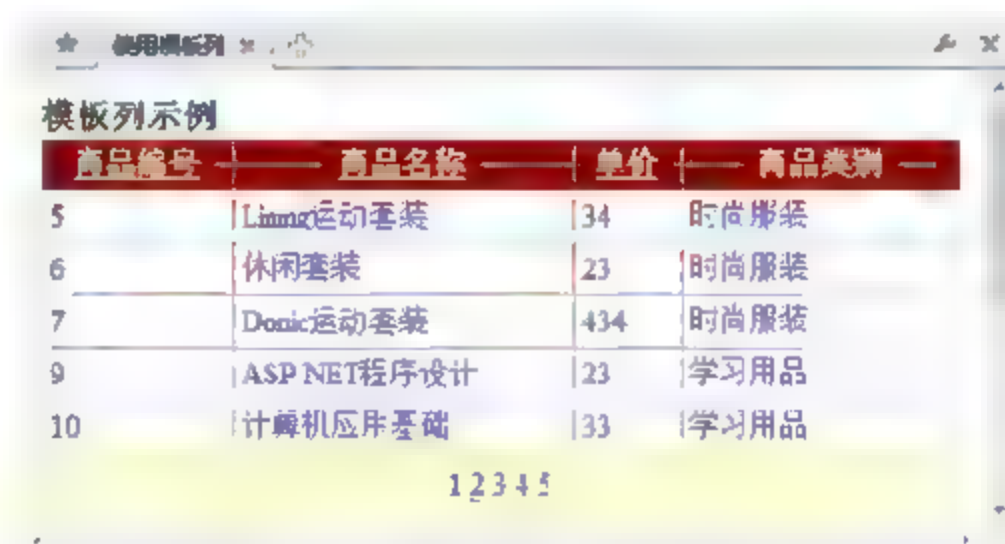 使用模板列
模板列示例
商品编号 商品名称 单价 商品类别
5 Lining运动套装 34 时尚服装
6 休闲套装 23 时尚服装
7 Donic运动套装 434 时尚服装
9 ASP NET程序设计 23 学习用品
10 计算机应用基础 33 学习用品
1 2 3 4 5